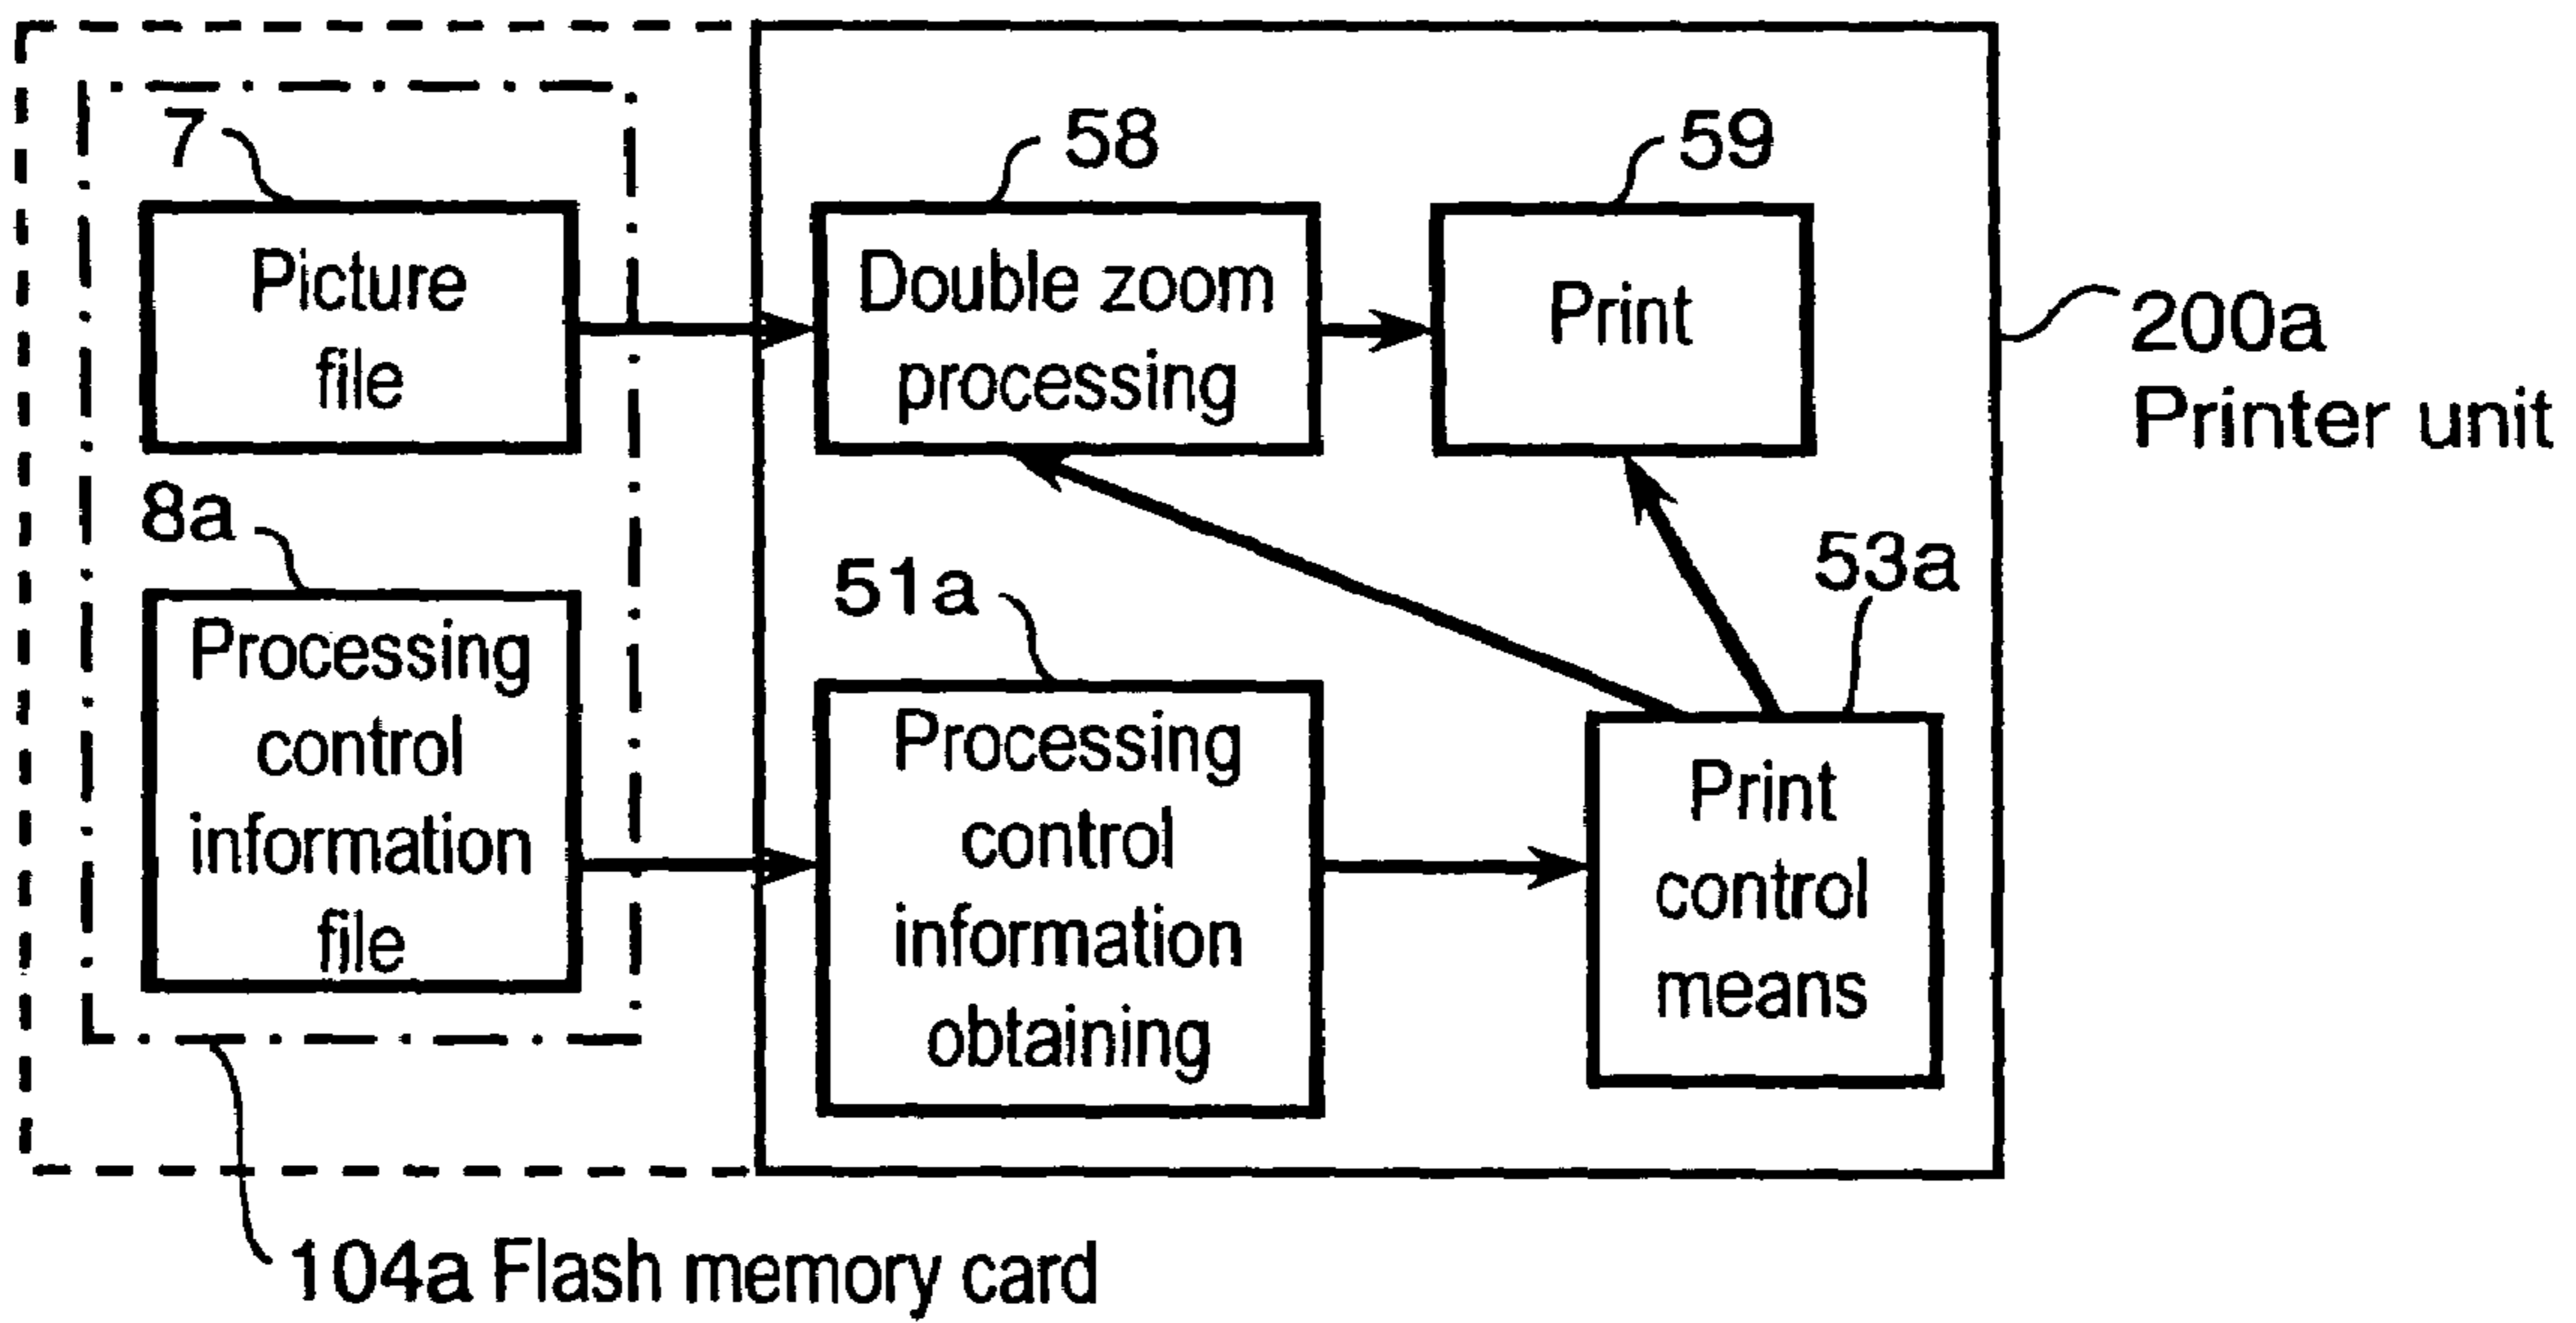 7
Picture
file
58
Double zoom
processing
59
Print
200a
Printer unit
8a
Processing
control
information
file
51a
Processing
control
information
obtaining
53a
Print
control
means
104a Flash memory card